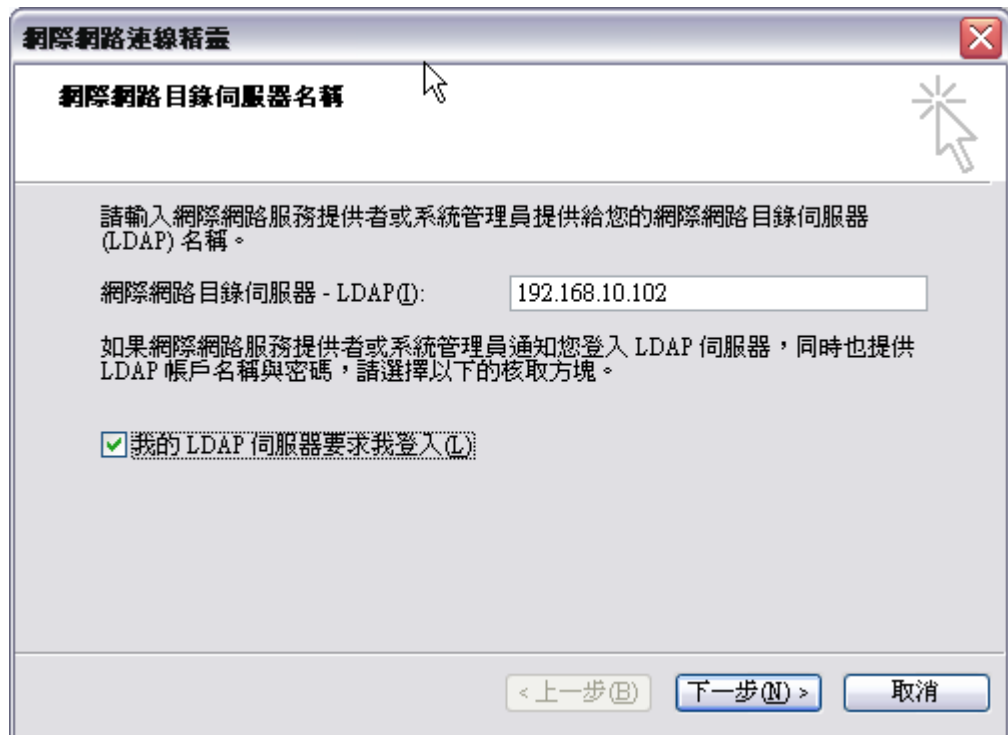 網際網路連線精靈
網際網路目錄伺服器名稱
請輸入網際網路服務提供者或系統管理員提供給您的網際網路目錄伺服器
(LDAP) 名稱。
網際網路目錄伺服器 - LDAP(I): 192.168.10.102
如果網際網路服務提供者或系統管理員通知您登入 LDAP 伺服器，同時也提供
LDAP 帳戶名稱與密碼，請選擇以下的核取方塊。
我的 LDAP 伺服器要求我登入(L)
< 上一步(B) 下一步(N) > 取消